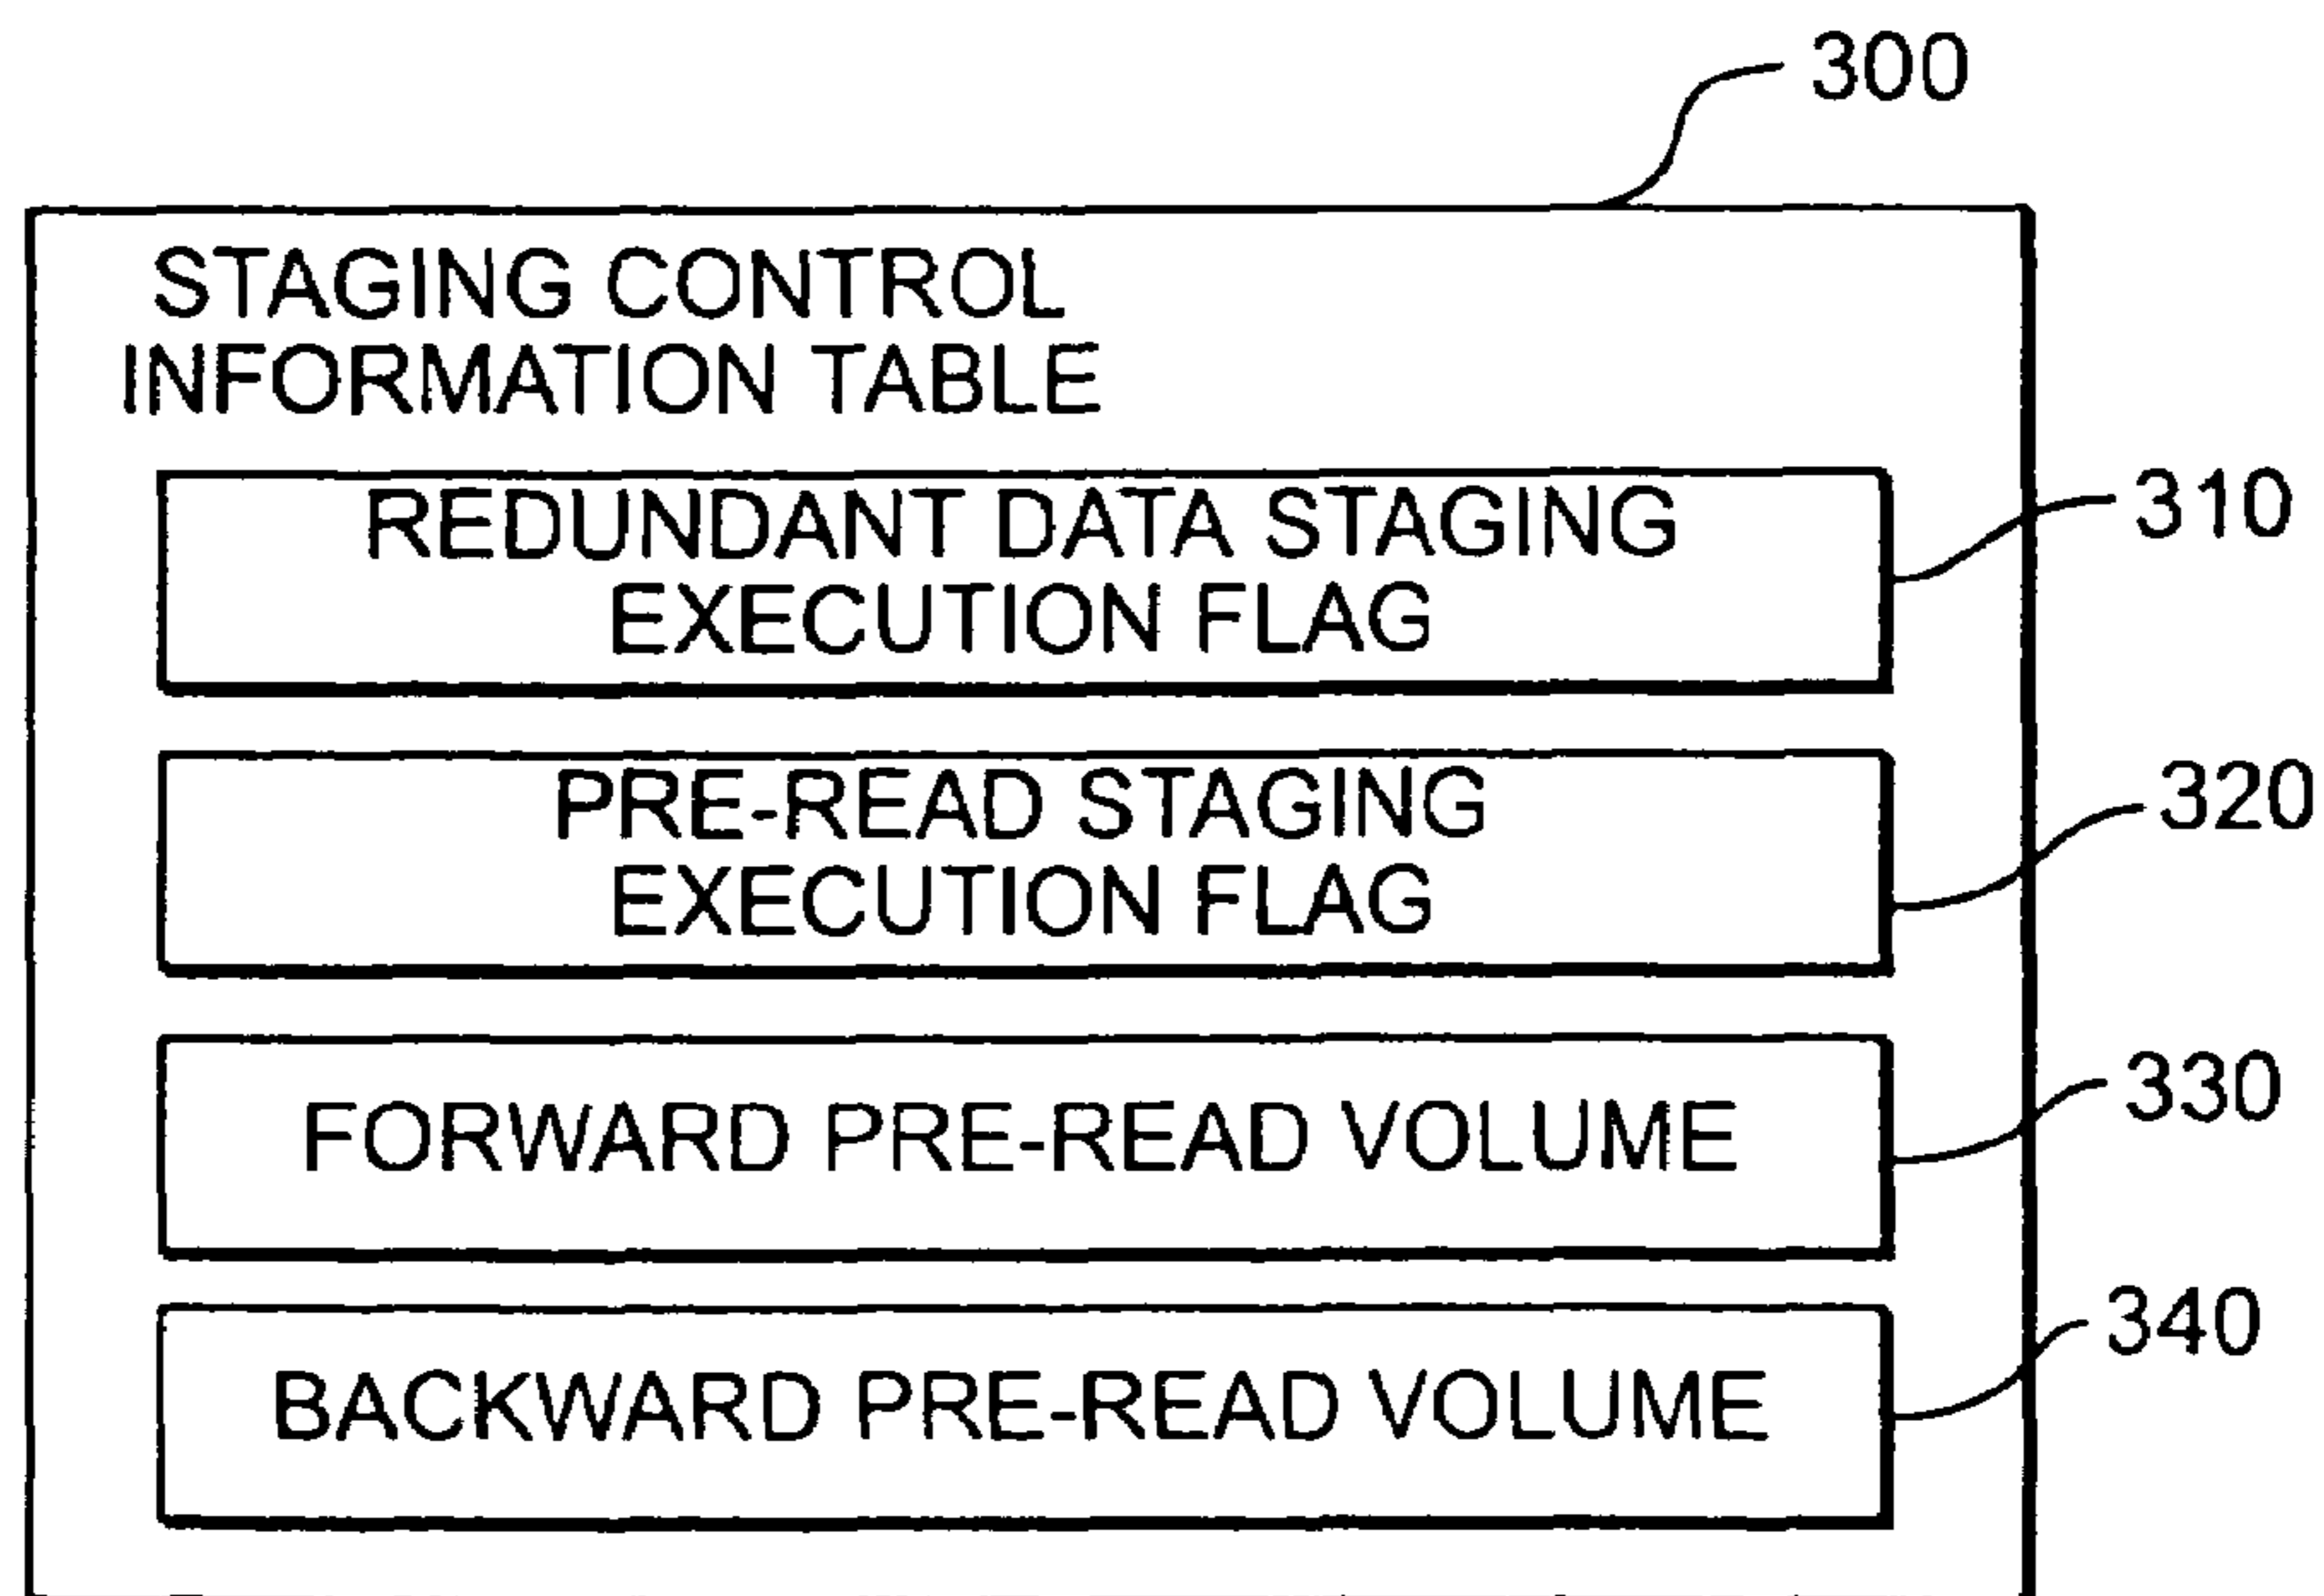 300
STAGING CONTROL
INFORMATION TABLE
REDUNDANT DATA STAGING
EXECUTION FLAG
310
PRE-READ STAGING
EXECUTION FLAG
320
FORWARD PRE-READ VOLUME
330
BACKWARD PRE-READ VOLUME
340